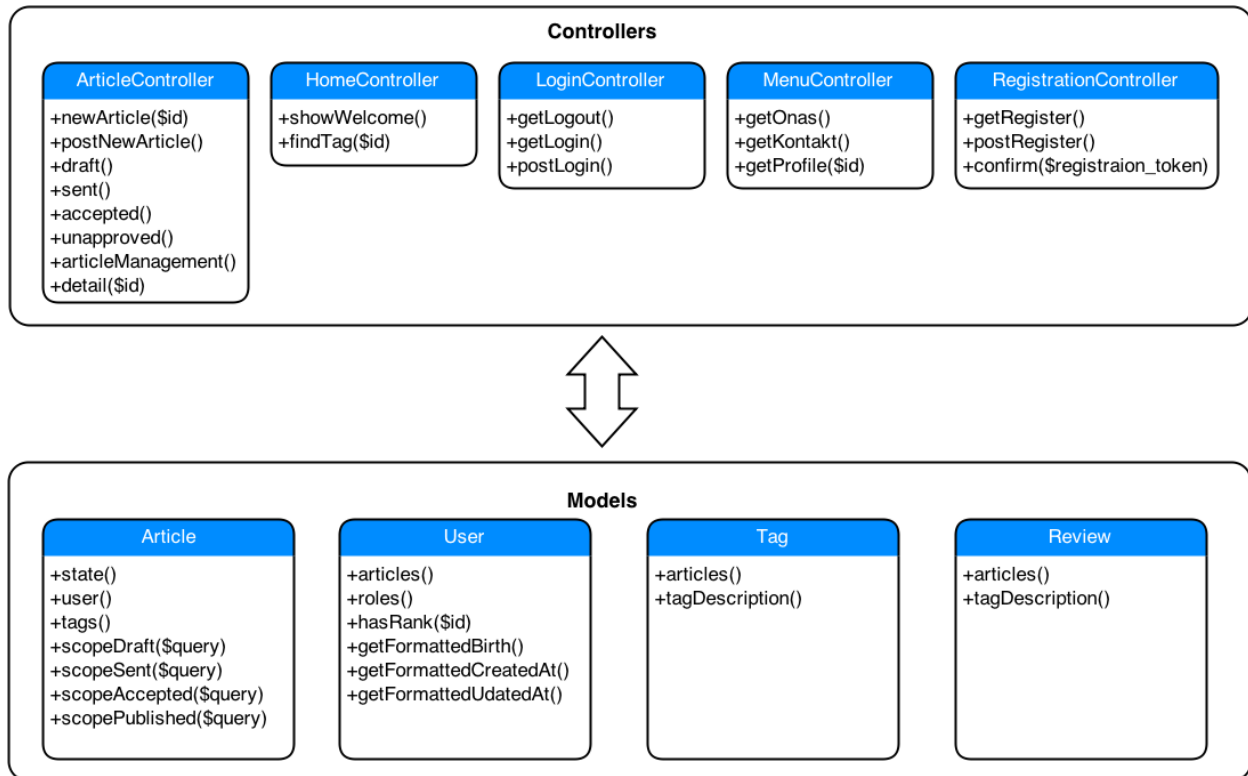 Controllers
ArticleController
+newArticle($id)
+postNewArticle()
+draft()
+sent()
+accepted()
+unapproved()
+articleManagement()
+detail($id)
HomeController
+showWelcome()
+findTag($id)
LoginController
+getLogout()
+getLogin()
+postLogin()
MenuController
+getOnas()
+getKontakt()
+getProfile($id)
RegistrationController
+getRegister()
+postRegister()
+confirm($registraion_token)
Models
Article
+state()
+user()
+tags()
+scopeDraft($query)
+scopeSent($query)
+scopeAccepted($query)
+scopePublished($query)
User
+articles()
+roles()
+hasRank($id)
+getFormattedBirth()
+getFormattedCreatedAt()
+getFormattedUdatedAt()
Tag
+articles()
+tagDescription()
Review
+articles()
+tagDescription()